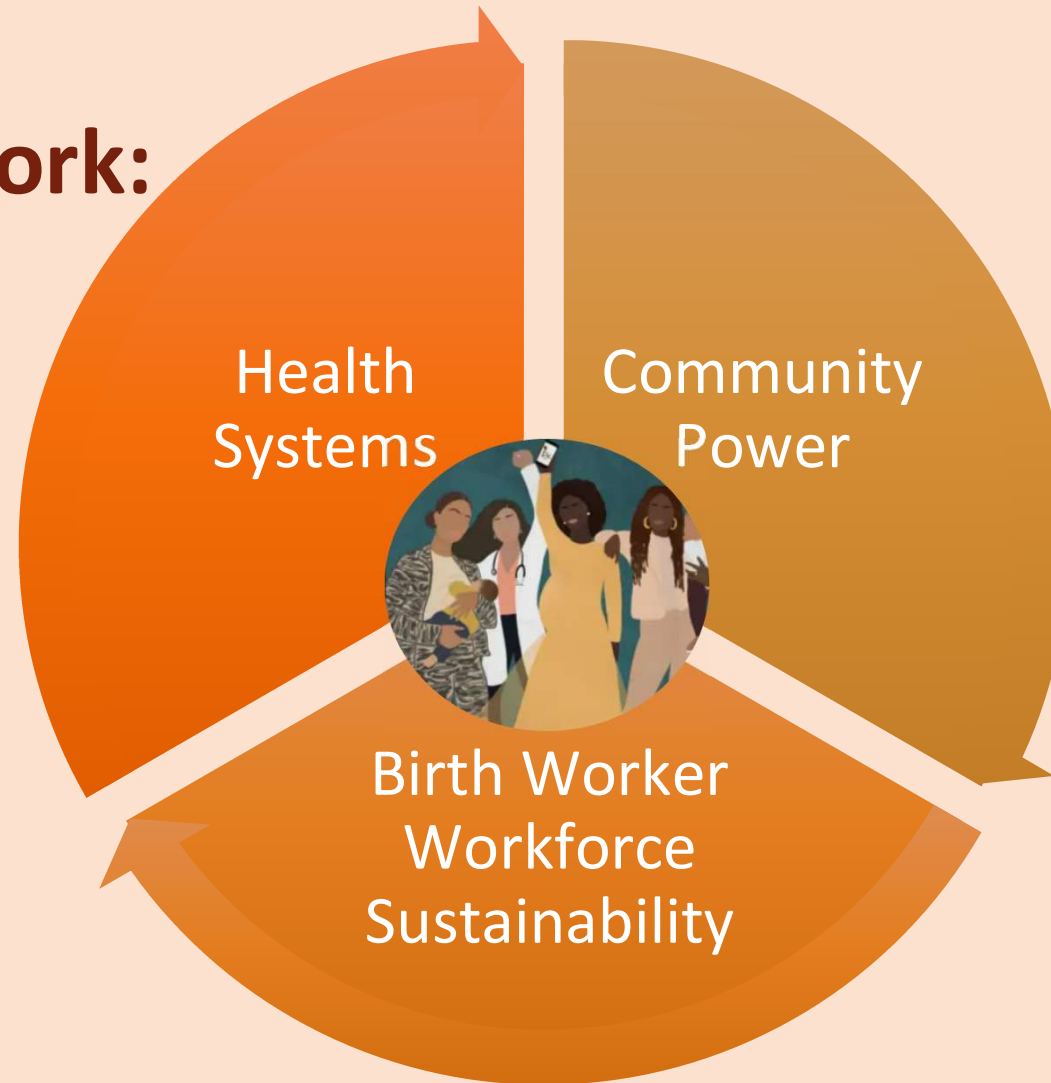 ork:
Health
Systems
Community
Power
Birth Worker
Workforce
Sustainability